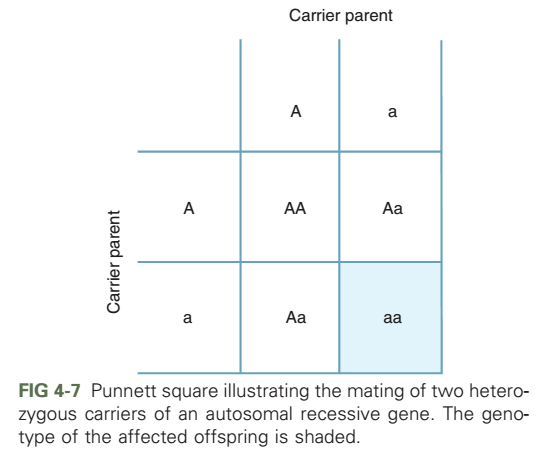 Carrier parent
A a
Carrier parent
A AA Aa
a Aa aa
FIG 4-7 Punnett square illustrating the mating of two hetero-
zygous carriers of an autosomal recessive gene. The geno-
type of the affected offspring is shaded.